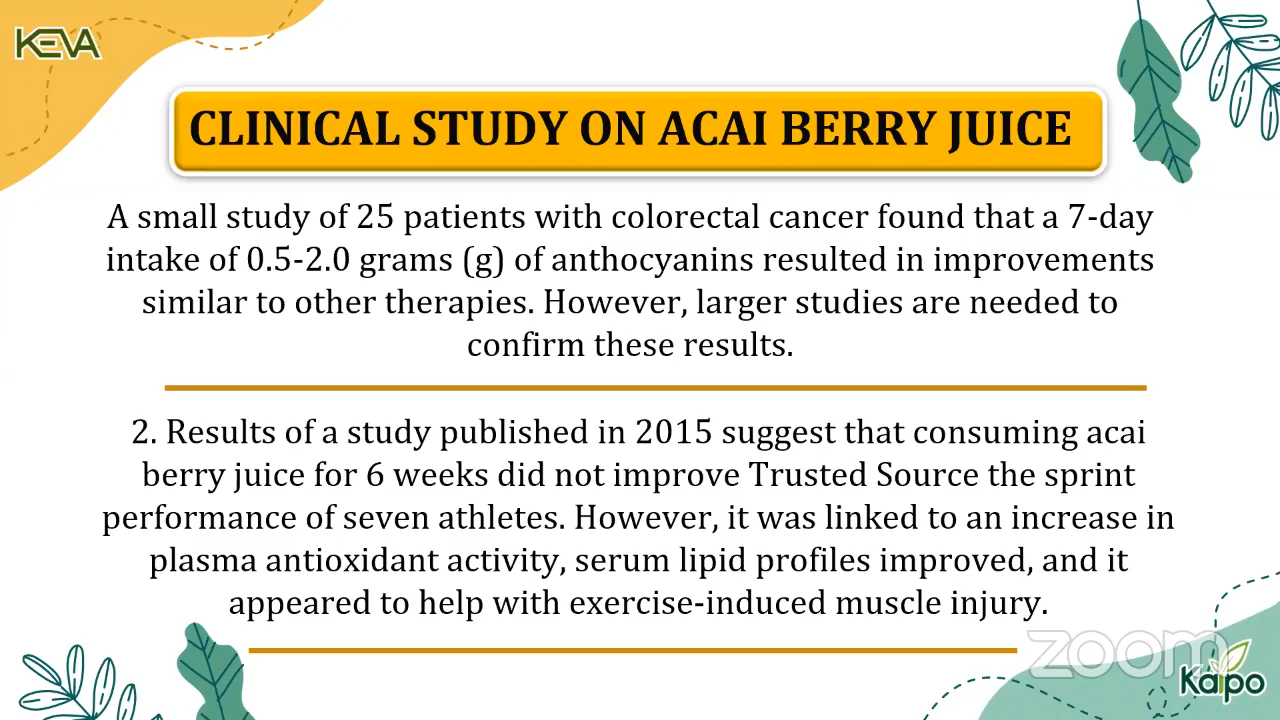 KEVA
CLINICAL STUDY ON ACAI BERRY JUICE
A small study of 25 patients with colorectal cancer found that a 7-day
intake of 0.5-2.0 grams (g) of anthocyanins resulted in improvements
similar to other therapies. However, larger studies are needed to
confirm these results.
2. Results of a study published in 2015 suggest that consuming acai
berry juice for 6 weeks did not improve Trusted Source the sprint
performance of seven athletes. However, it was linked to an increase in
plasma antioxidant activity, serum lipid profiles improved, and it
appeared to help with exercise-induced muscle injury.
zoom
Kaipo